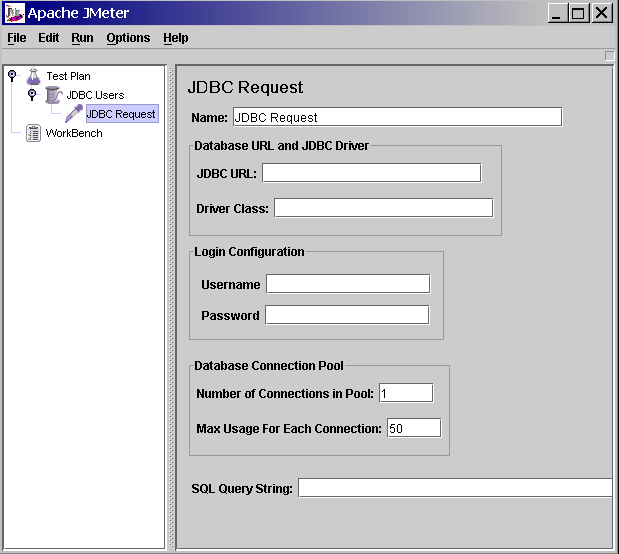 Apache JMeter
File Edit Run Options Help
Test Plan
JDBC Users
JDBC Request
WorkBench
JDBC Request
Name: JDBC Request
Database URL and JDBC Driver
JDBC URL:
Driver Class:
Login Configuration
Username
Password
Database Connection Pool
Number of Connections in Pool: 1
Max Usage For Each Connection: 50
SQL Query String: